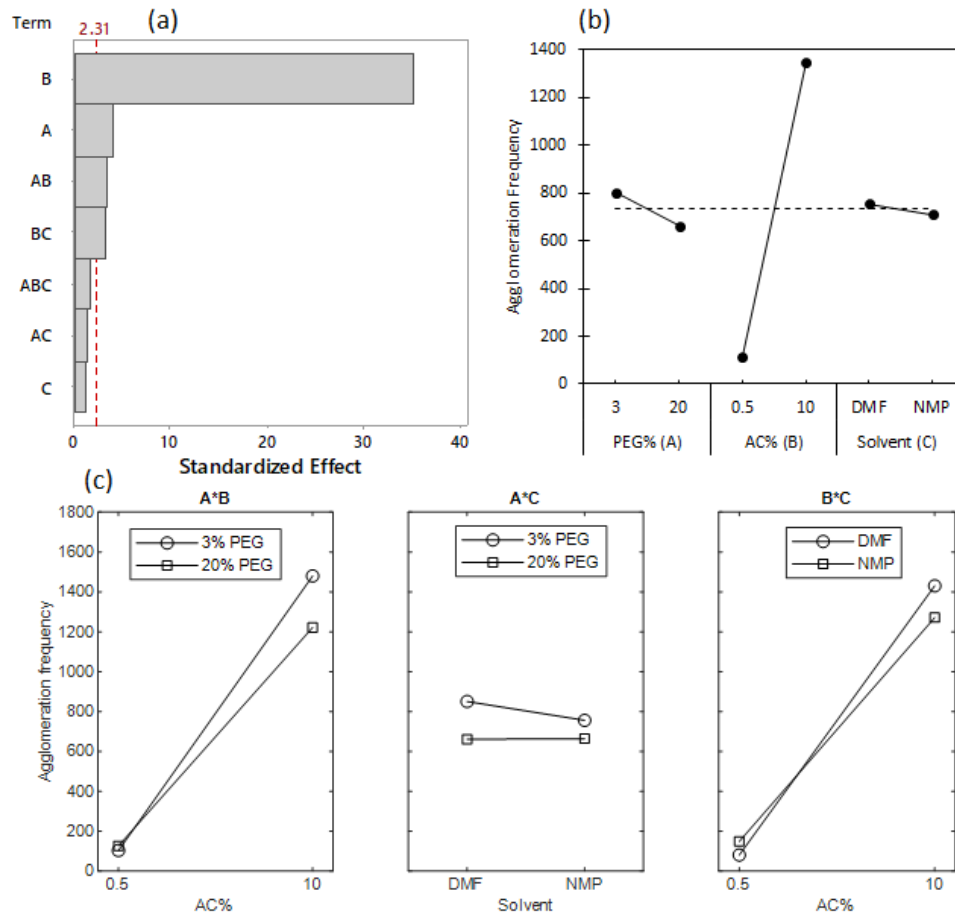 (a)
Term
2.31
B
A
AB
BC
ABC
AC
C
0 10 20 30 40
Standardized Effect
(b)
Agglomeration Frequency
1400
1200
1000
800
600
400
200
0
3 20 0.5 10 DMF NMP
PEG% (A) AC% (B) Solvent (C)
(c)
A*B
Agglomeration frequency
1800
1600
1400
1200
1000
800
600
400
200
0
3% PEG
20% PEG
0.5 10
AC%
A*C
3% PEG
20% PEG
DMF NMP
Solvent
B*C
DMF
NMP
0.5 10
AC%